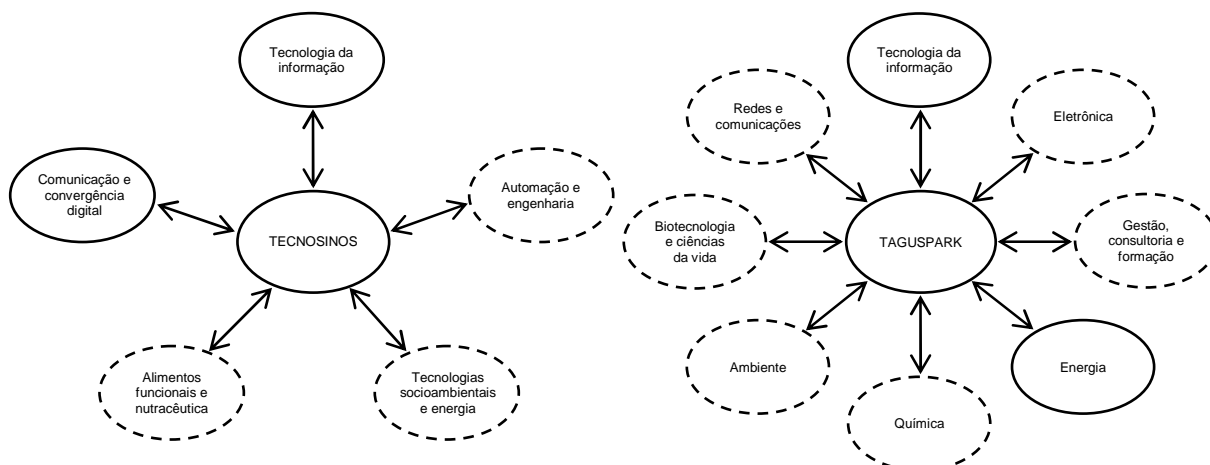 Tecnologia da
informação
Comunicação e
convergência
digital
Automação e
engenharia
TECNOSINOS
Alimentos
funcionais e
nutracêutica
Tecnologias
socioambientais
e energia
Tecnologia da
informação
Redes e
comunicações
Eletrônica
Biotecnologia
e ciências
da vida
TAGUSPARK
Gestão,
consultoria e
formação
Ambiente
Energia
Química